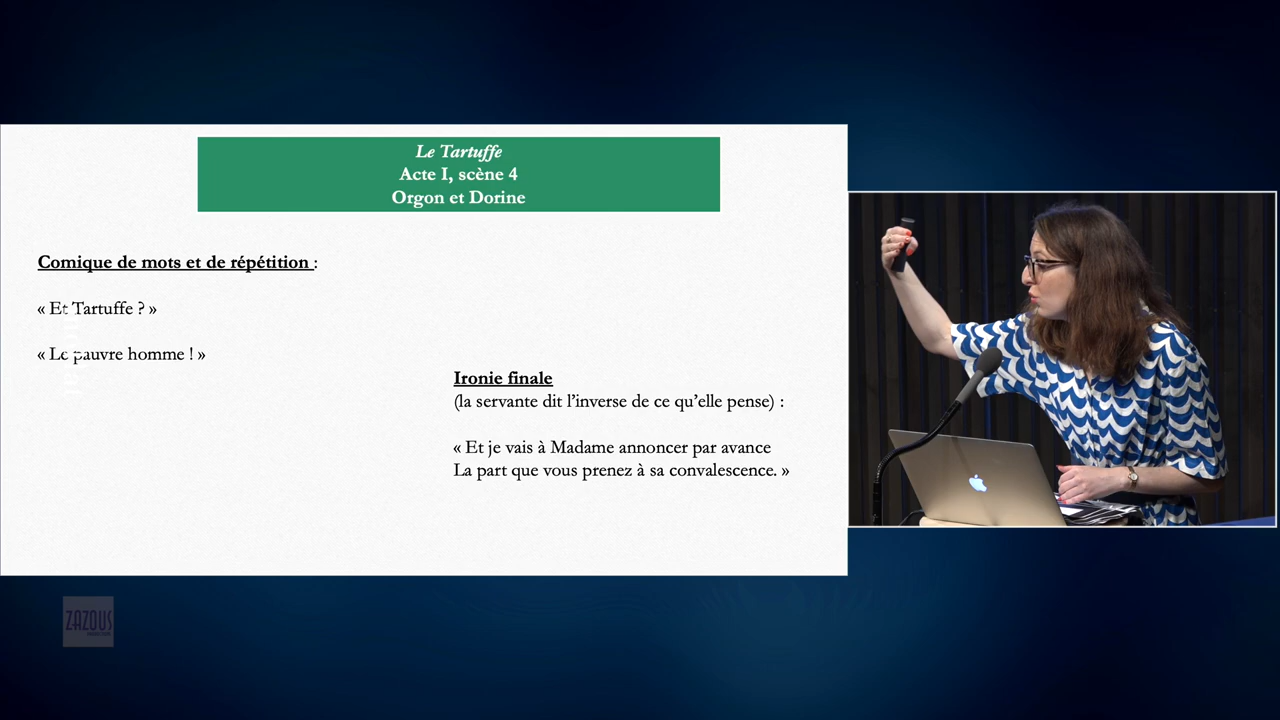 Le Tartuffe
Acte I, scène 4
Orgon et Dorine
Comique de mots et de répétition :
« Et Tartuffe ? »
« Le pauvre homme ! »
Ironie finale
(la servante dit l’inverse de ce qu’elle pense) :
« Et je vais à Madame annoncer par avance
La part que vous prenez à sa convalescence. »
ZAZOUS